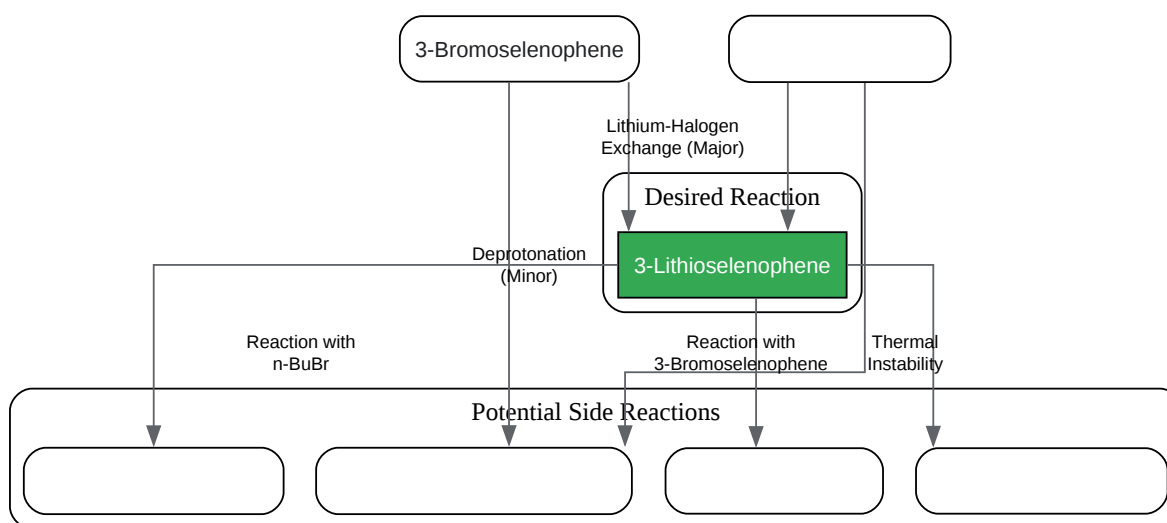 3-Bromoselenophene
Lithium-Halogen
Exchange (Major)
Desired Reaction
Deprotonation
(Minor)
3-Lithioselenophene
Reaction with
n-BuBr
Reaction with
3-Bromoselenophene
Thermal
Instability
Potential Side Reactions